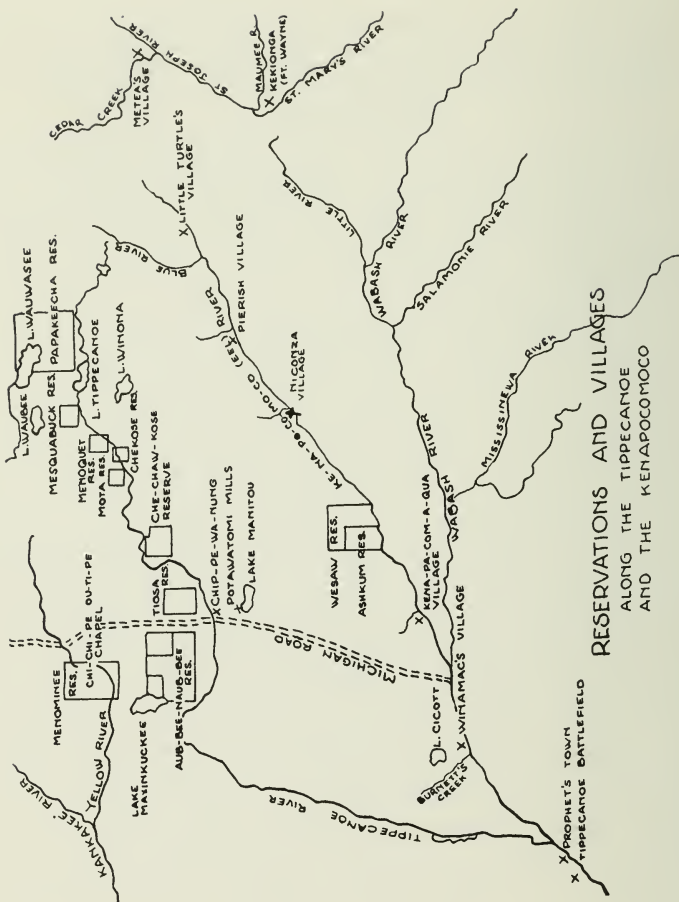 RESERVATIONS AND VILLAGES
ALONG THE TIPPECANOE
AND THE KENAPOCOMOCO
KANKAKEE RIVER
YELLOW RIVER
MENOMINEE
RES.
CHI-CHI-PE OU-TI-PE
CHAPEL
LAKE
MAXINKUCKEE
AUB-BEE-NAUB-BEE
RES.
TIOSA
RES
CHE-CHAW-KOSE
RESERVE
CHIP-PE-WA-NUNG
POTAWATOMI MILLS
LAKE MANITOU
MICHIGAN
ROAD
L. WAUBEE
L. WAUWASEE
MESQUABUCK RES.
PAPAKEECHA RES.
L. TIPPECANOE
MENOQUET
RES.
MOTA RES.
CHEKOSE RES.
L. WINONA
CEDAR CREEK
METEA'S
VILLAGE
ST JOSEPH
RIVER
MAUMEE R.
KEKIONGA
(FT. WAYNE)
ST. MARY'S RIVER
LITTLE TURTLE'S
VILLAGE
BLUE RIVER
PIERISH VILLAGE
KE-NA-PO-CO-MO-CO (EEL) RIVER
NICONZA
VILLAGE
WESAW
RES.
ASHKUM RES.
KENA-PA-COM-A-QUA
VILLAGE
LITTLE RIVER
WABASH RIVER
SALAMONIE RIVER
WABASH RIVER
MISSISSINEWA RIVER
L. CICOTT
WINAMAC'S VILLAGE
BURNETT'S
CREEK
TIPPECANOE RIVER
PROPHET'S TOWN
TIPPECANOE BATTLEFIELD